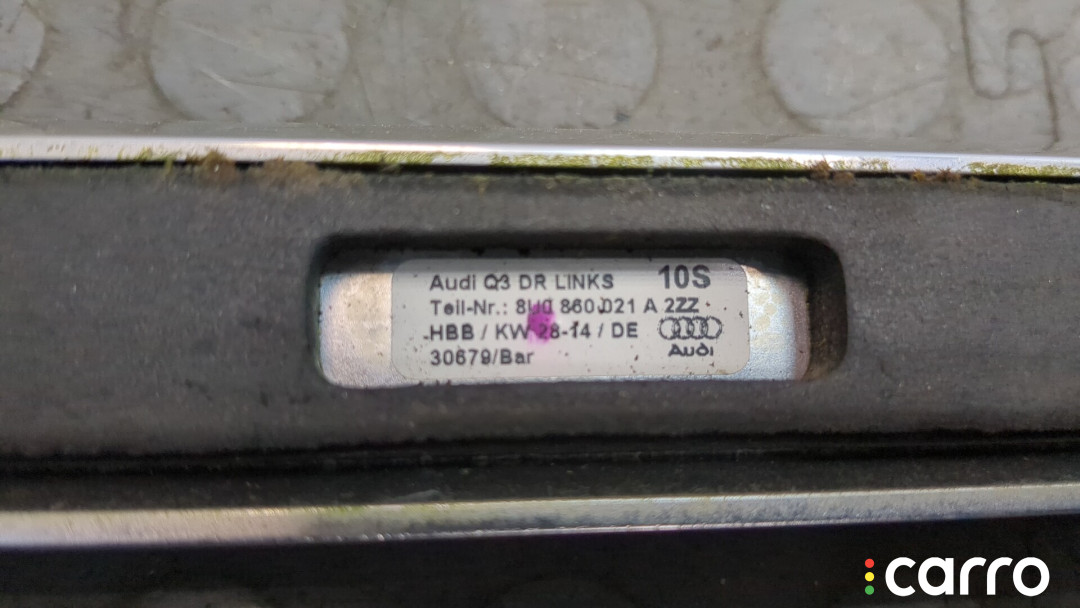 Audi Q3 DR LINKS 10S
Teil-Nr.: 8U0 860 021 A 2ZZ
HBB / KW 28-14 / DE
30679/Bar
Audi
carro